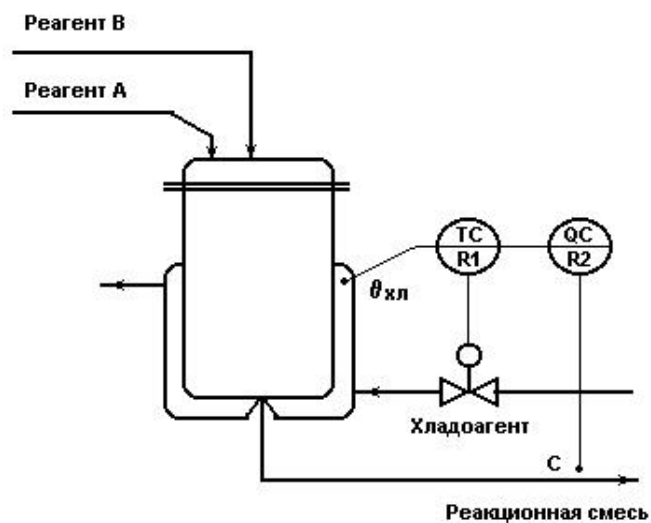 Реагент В
Реагент А
TC
R1
QC
R2
θхл
Хладоагент
С
Реакционная смесь